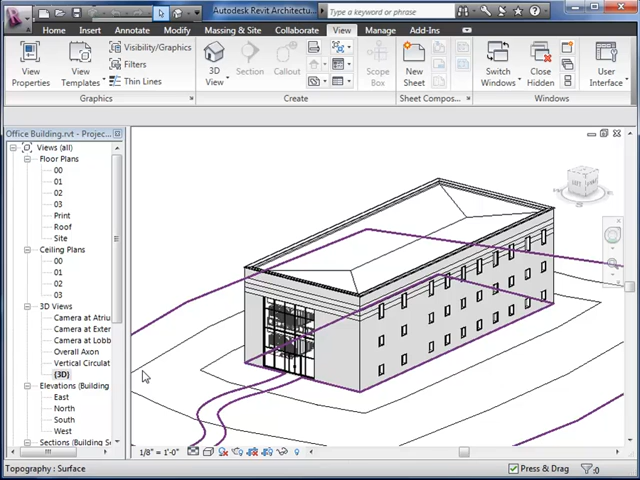 Autodesk Revit Architectu...
Type a keyword or phrase
Home Insert Annotate Modify Massing & Site Collaborate View Manage Add-Ins
View Properties
View Templates
Visibility/Graphics
Filters
Thin Lines
3D View
Section
Callout
Scope Box
New Sheet
Switch Windows
Close Hidden
User Interface
Graphics
Create
Sheet Compos...
Windows
Office Building.rvt - Projec...
Views (all)
Floor Plans
00
01
02
03
Print
Roof
Site
Ceiling Plans
00
01
02
03
3D Views
Camera at Atriu
Camera at Exter
Camera at Lobb
Overall Axon
Vertical Circulat
{3D}
Elevations (Building
East
North
South
West
Sections (Building S
1/8" = 1'-0"
Topography : Surface
Press & Drag
:0